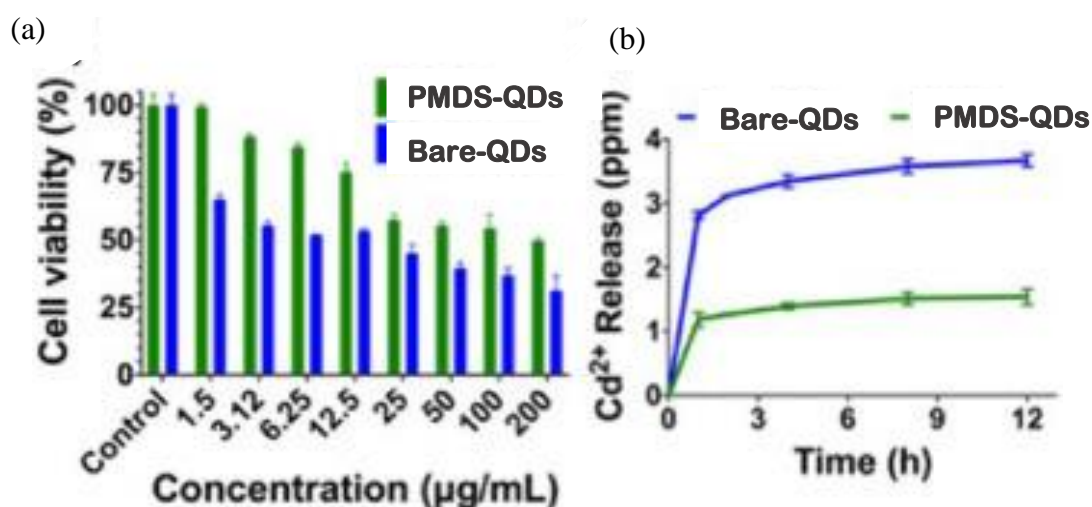 (a)
Cell viability (%)
100
75
50
25
0
PMDS-QDs
Bare-QDs
Control
1.5
3.12
6.25
12.5
25
50
100
200
Concentration (µg/mL)
(b)
Bare-QDs
PMDS-QDs
Cd²⁺ Release (ppm)
4
3
2
1
0
0
3
6
9
12
Time (h)